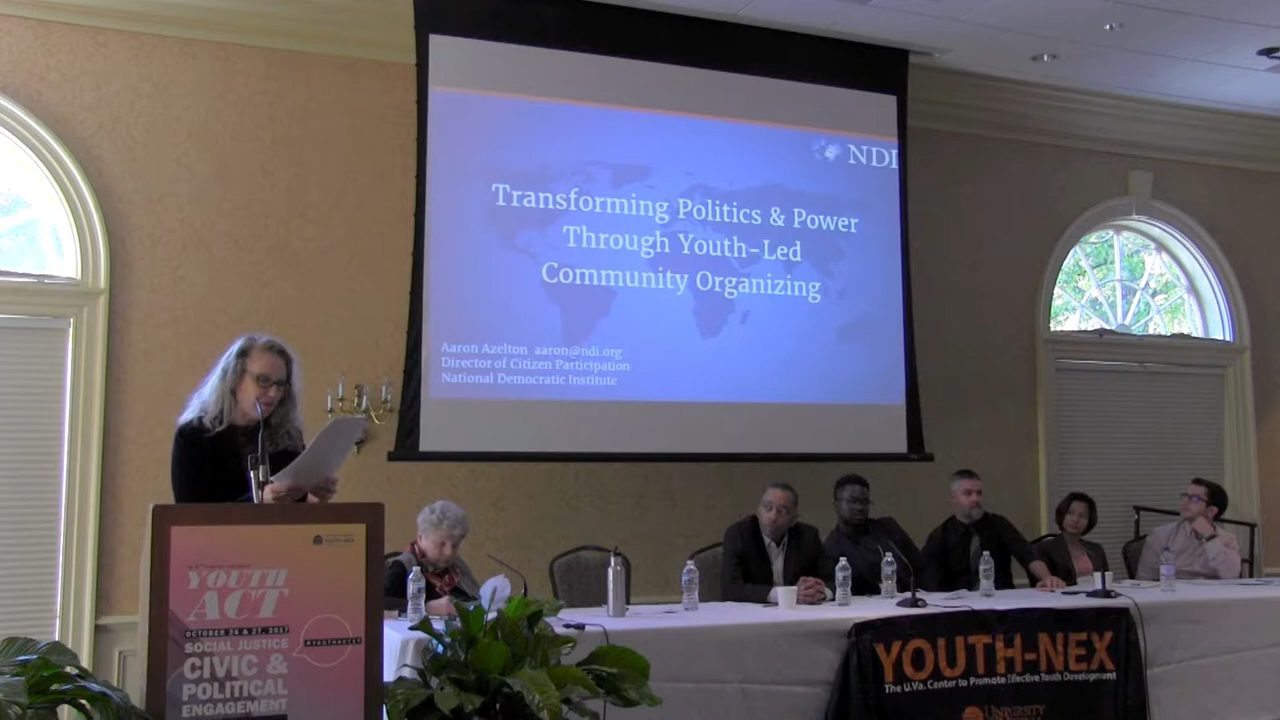 NDI
Transforming Politics & Power
Through Youth-Led
Community Organizing
Aaron Azelton aaron@ndi.org
Director of Citizen Participation
National Democratic Institute
YOUTH
ACT
OCTOBER 26 & 27, 2017
#YOUTHACT17
SOCIAL JUSTICE
CIVIC &
POLITICAL
ENGAGEMENT
YOUTH-NEX
The U.Va. Center to Promote Effective Youth Development
UNIVERSITY